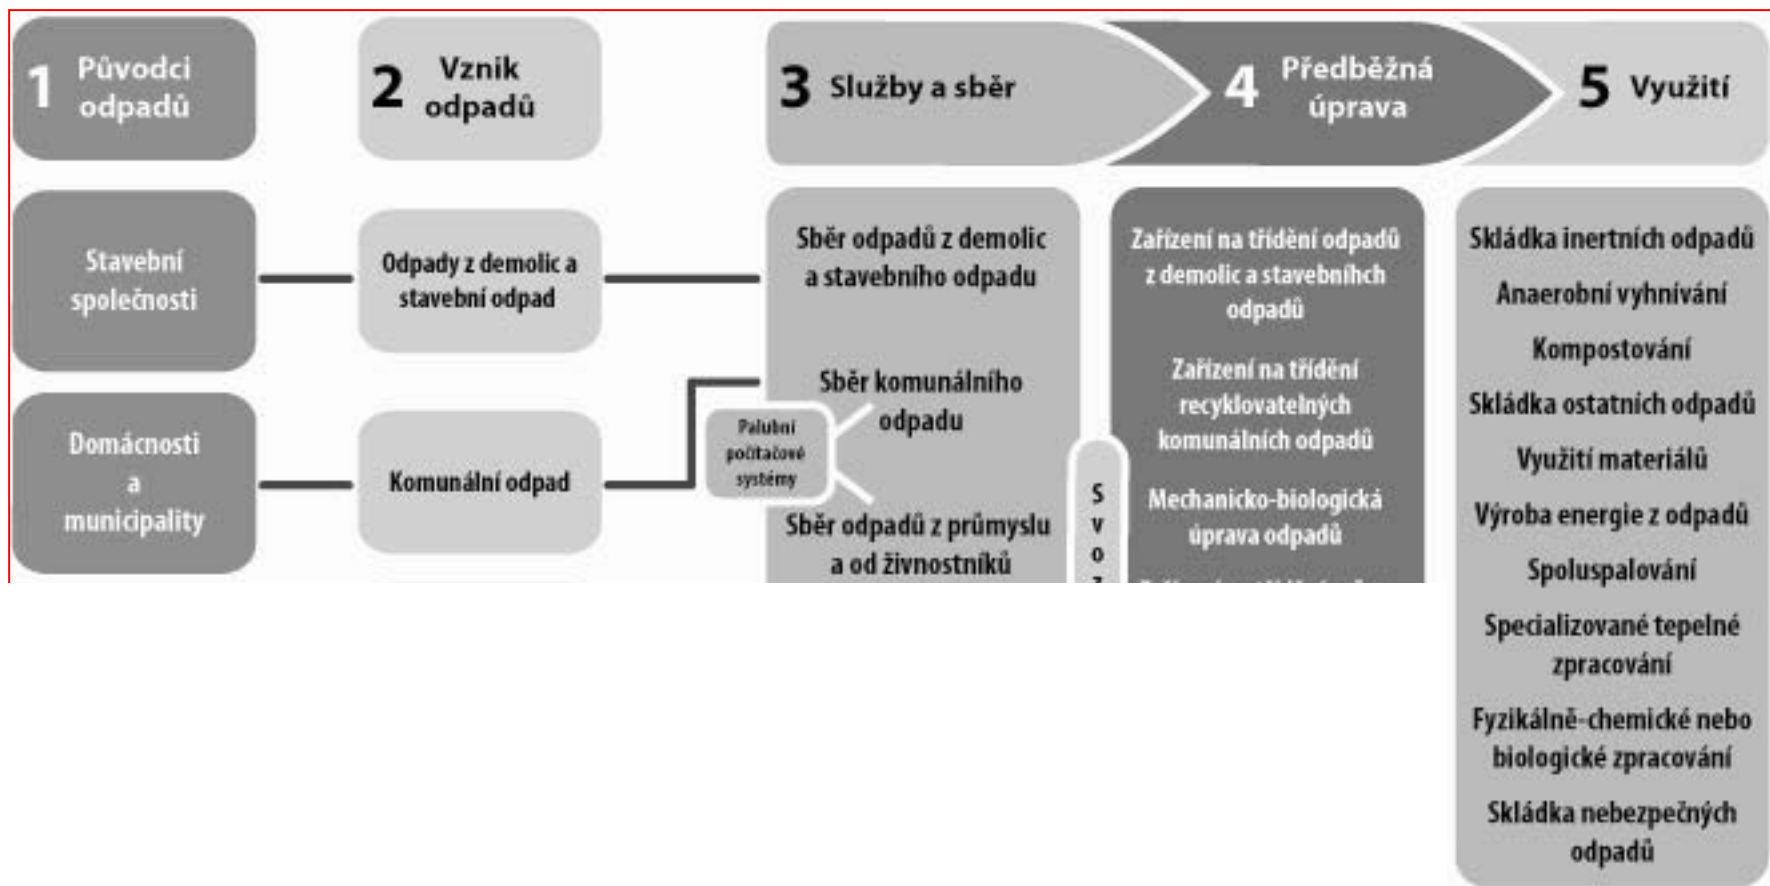 1 Původci
odpadů
2 Vznik
odpadů
3 Služby a sběr
4 Předběžná
úprava
5 Využití
Stavební
společnosti
Odpady z demolic a
stavební odpad
Domácnosti
a
municipality
Komunální odpad
Sběr odpadů z demolic
a stavebního odpadu
Sběr komunálního
odpadu
Palubní
počítačové
systémy
Sběr odpadů z průmyslu
a od živnostníků
S
v
o
z
Zařízení na třídění odpadů
z demolic a stavebníhch
odpadů
Zařízení na třídění
recyklovatelných
komunálních odpadů
Mechanicko-biologická
úprava odpadů
Skládka inertních odpadů
Anaerobní vyhnívání
Kompostování
Skládka ostatních odpadů
Využití materiálů
Výroba energie z odpadů
Spoluspalování
Specializované tepelné
zpracování
Fyzikálně-chemické nebo
biologické zpracování
Skládka nebezpečných
odpadů